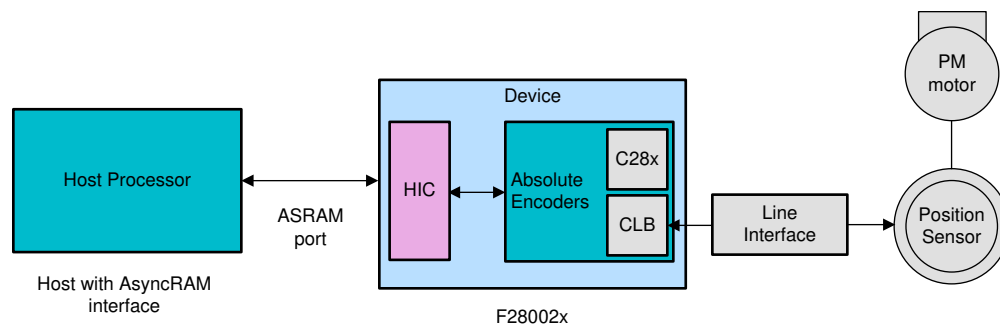 Host Processor
Host with AsyncRAM
interface
ASRAM
port
Device
HIC
Absolute
Encoders
C28x
CLB
F28002x
Line
Interface
PM
motor
Position
Sensor